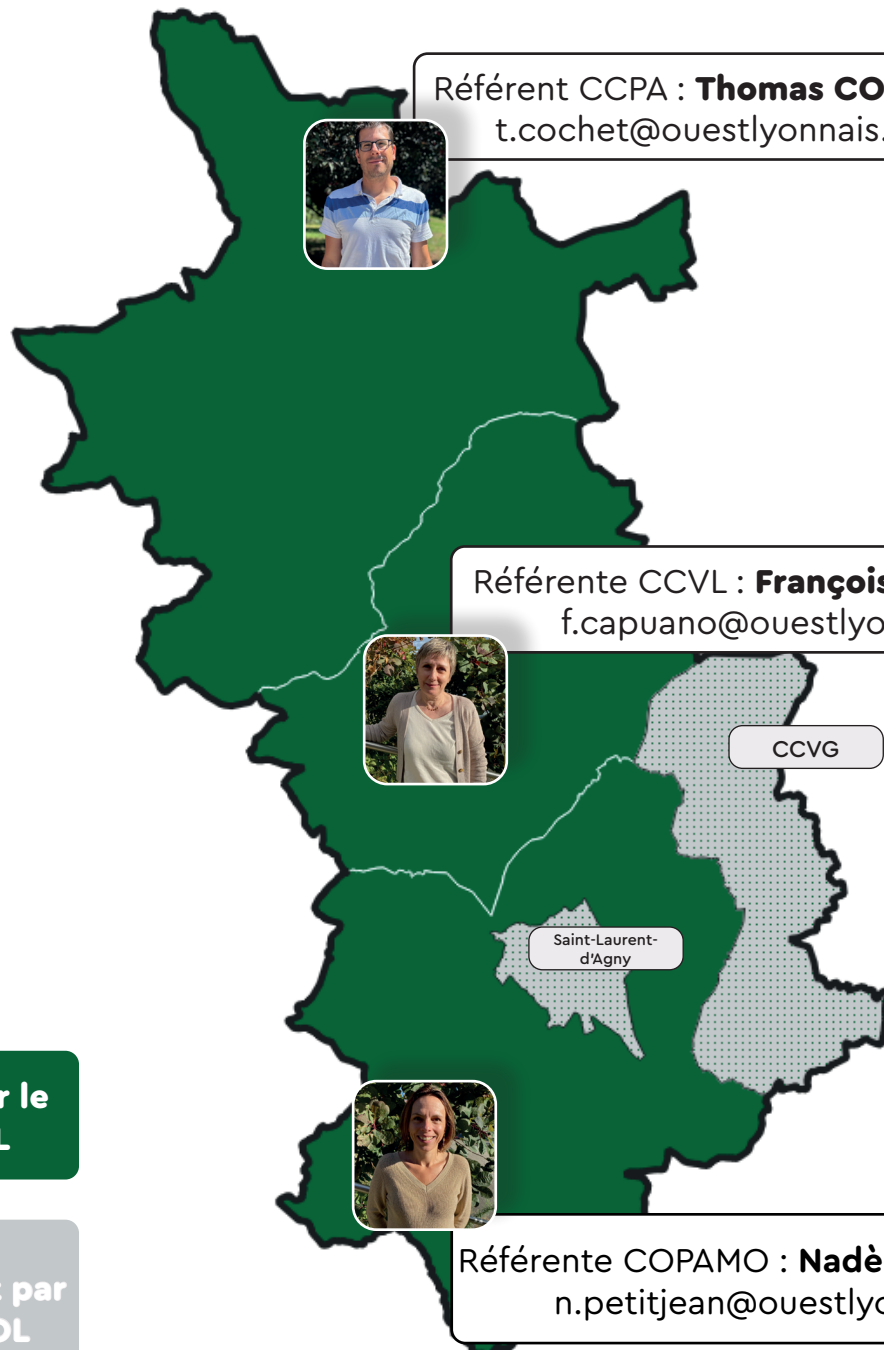 Référent CCPA : Thomas CO
t.cochet@ouestlyonnais.
Référente CCVL : François
f.capuano@ouestlyo
CCVG
Saint-Laurent-
d'Agny
r le
L
t par
OL
Référente COPAMO : Nadè
n.petitjean@ouestlyo